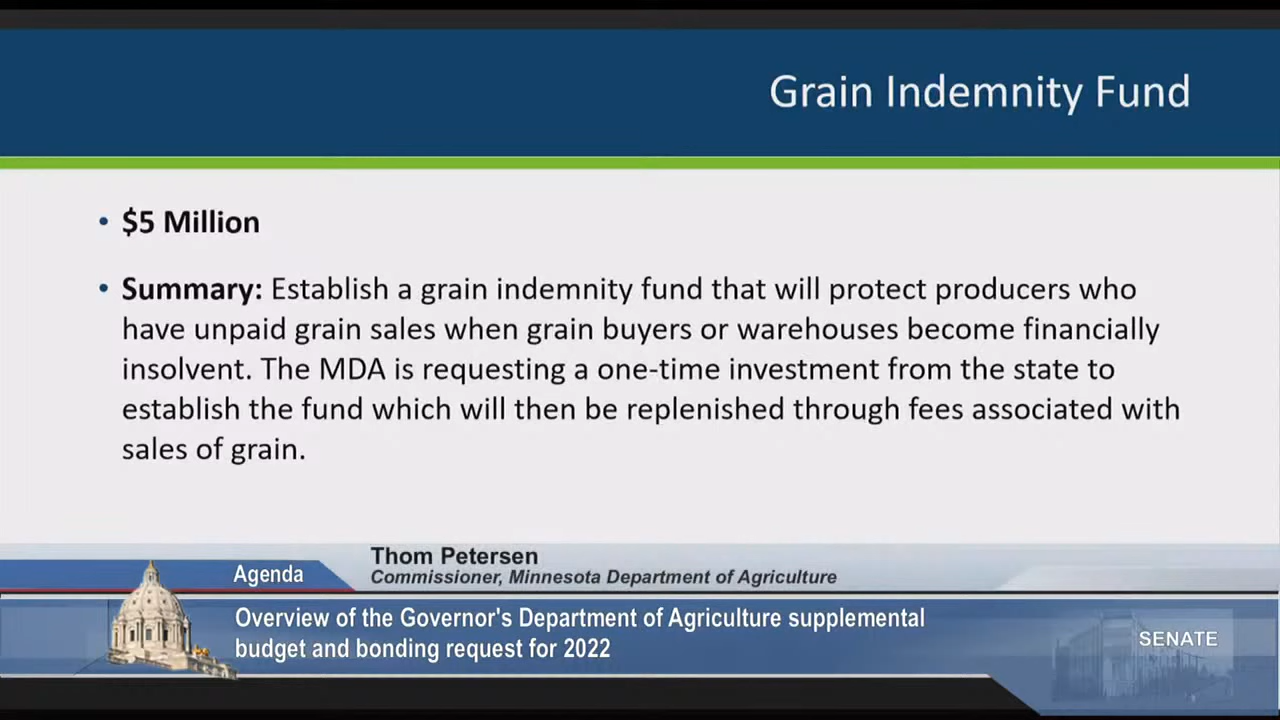 Grain Indemnity Fund
• $5 Million
• Summary: Establish a grain indemnity fund that will protect producers who
have unpaid grain sales when grain buyers or warehouses become financially
insolvent. The MDA is requesting a one-time investment from the state to
establish the fund which will then be replenished through fees associated with
sales of grain.
Thom Petersen
Commissioner, Minnesota Department of Agriculture
Agenda
Overview of the Governor's Department of Agriculture supplemental
budget and bonding request for 2022
SENATE